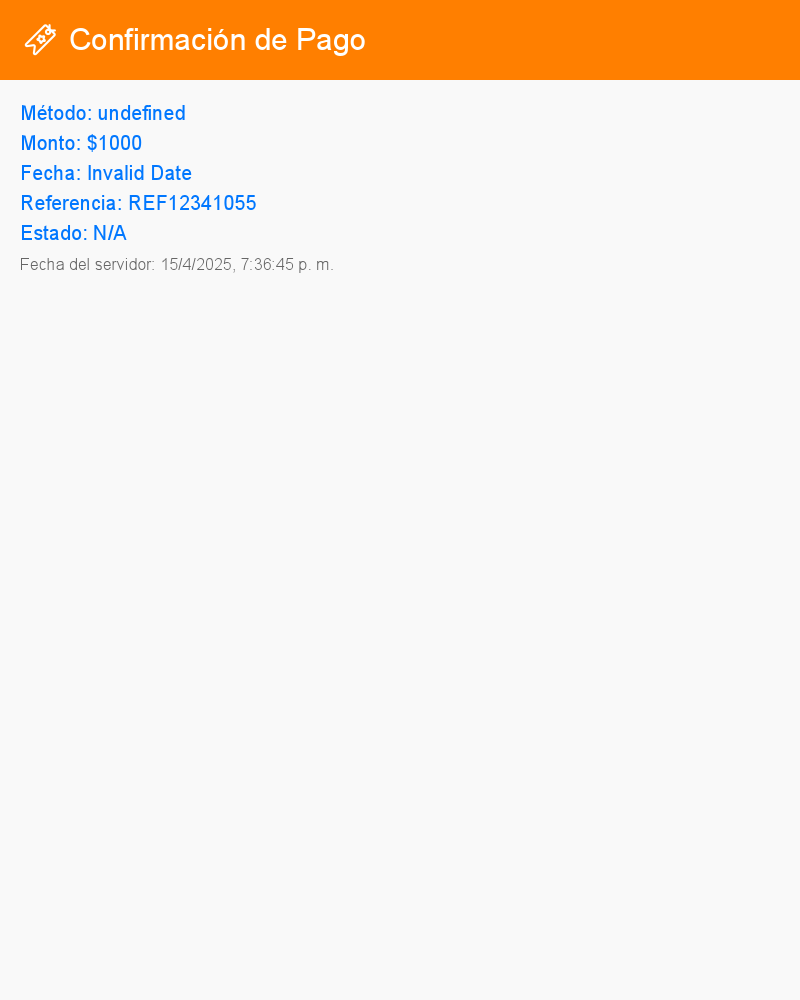 Confirmación de Pago
Método: undefined
Monto: $1000
Fecha: Invalid Date
Referencia: REF12341055
Estado: N/A
Fecha del servidor: 15/4/2025, 7:36:45 p. m.